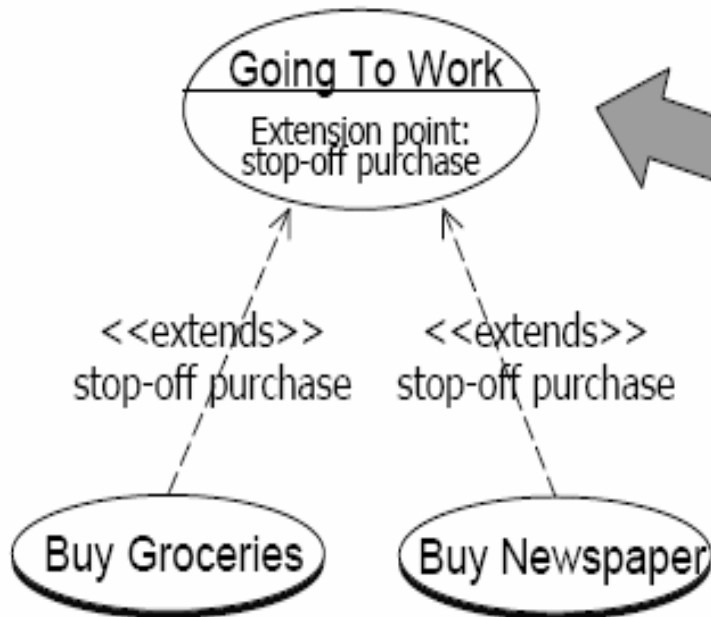 Going To Work
Extension point:
stop-off purchase
<<extends>>
stop-off purchase
<<extends>>
stop-off purchase
Buy Groceries
Buy Newspaper